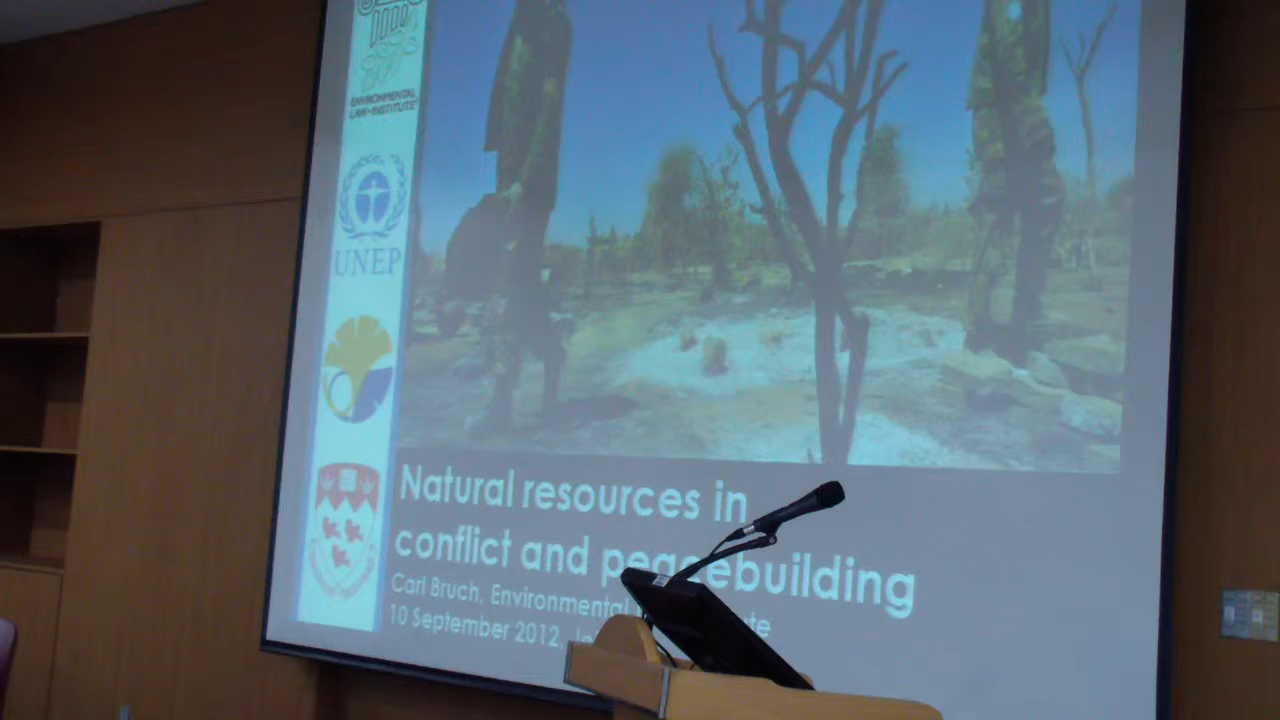 ENVIRONMENTAL
LAW•INSTITUTE
UNEP
Natural resources in
conflict and peacebuilding
Carl Bruch, Environmental
10 September 2012,